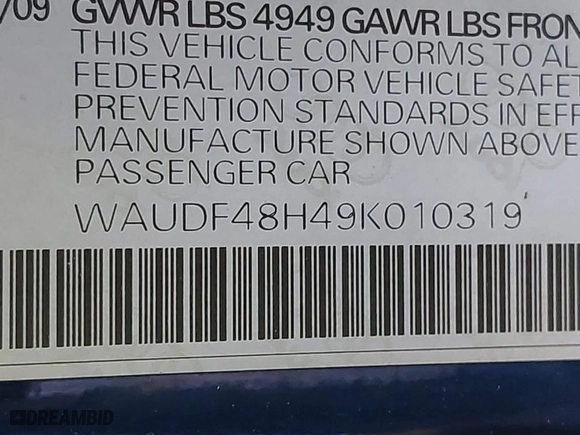 /09 GVWR LBS 4949 GAWR LBS FRON
THIS VEHICLE CONFORMS TO AL
FEDERAL MOTOR VEHICLE SAFET
PREVENTION STANDARDS IN EFF
MANUFACTURE SHOWN ABOVE
PASSENGER CAR
WAUDF48H49K010319
DREAMBID